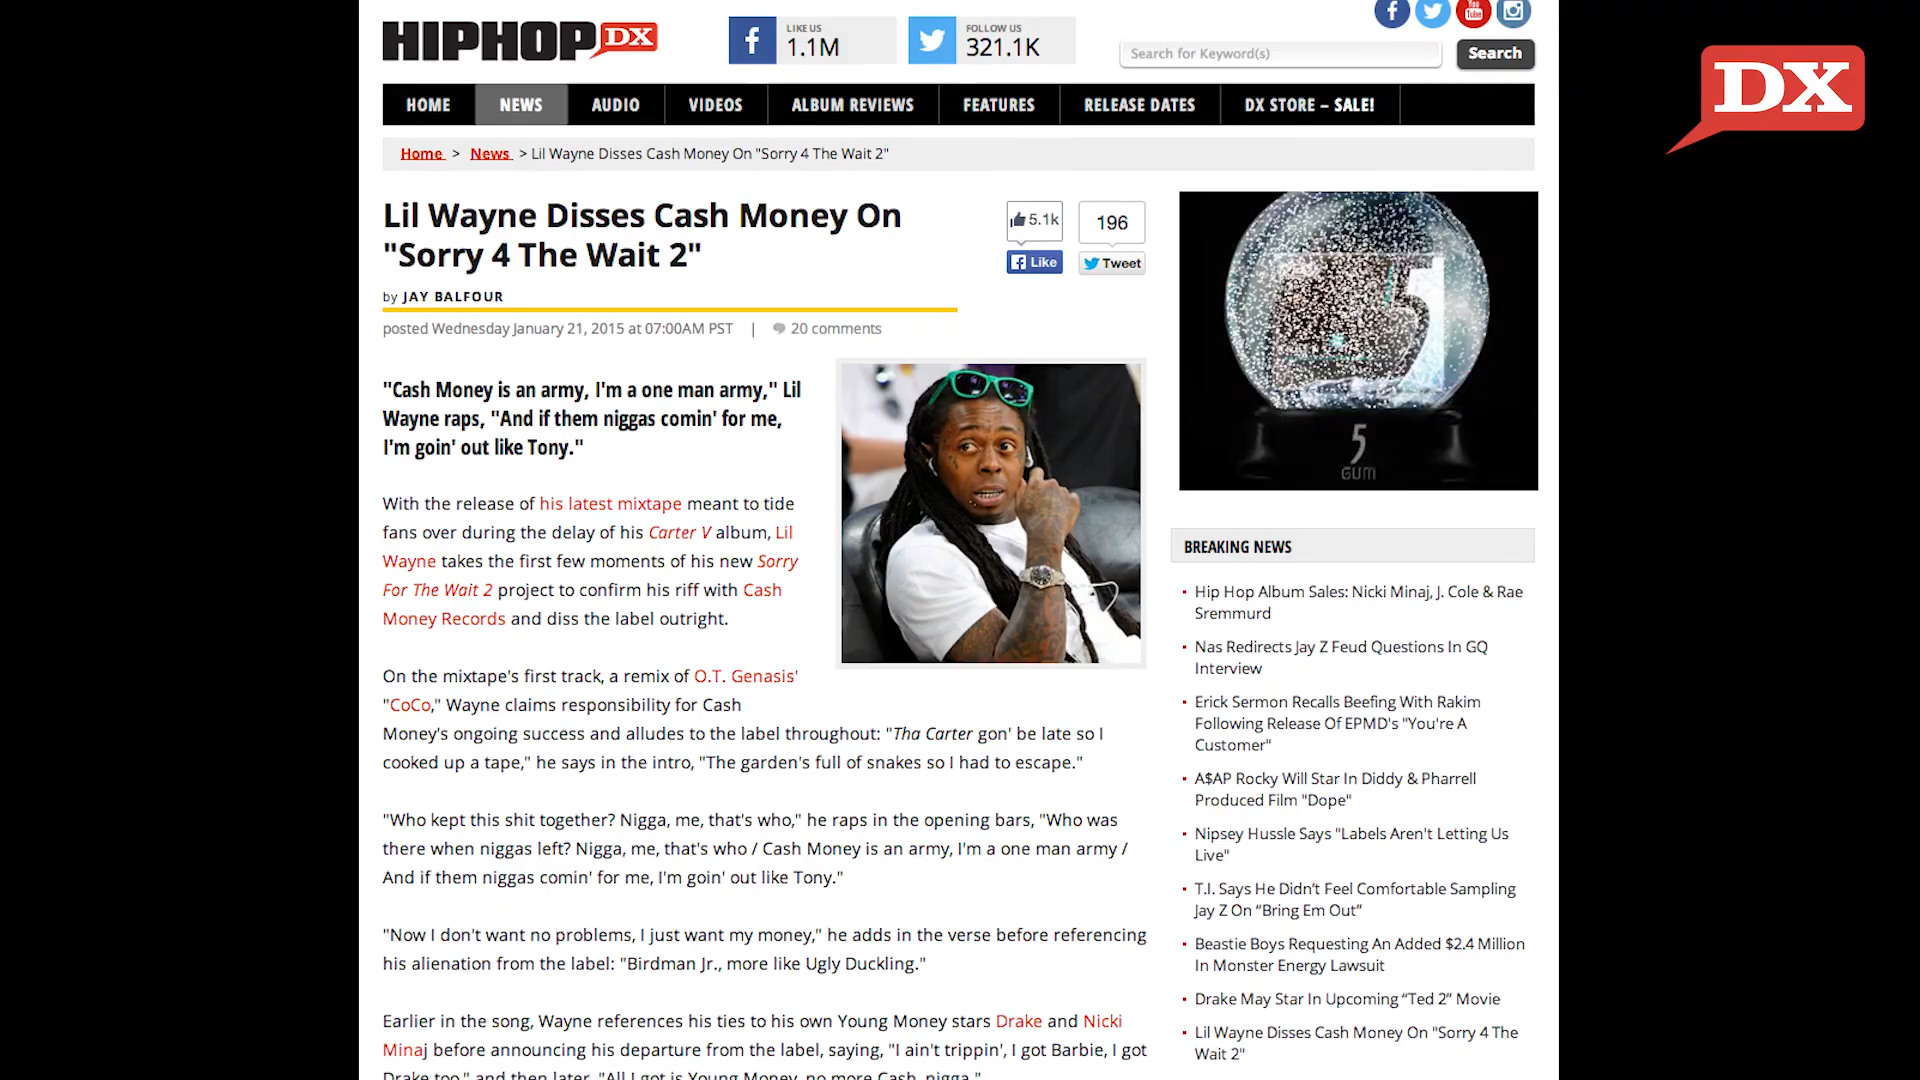 HIPHOPDX
LIKE US
1.1M
FOLLOW US
321.1K
You
Tube
Search for Keyword(s)
Search
DX
HOME NEWS AUDIO VIDEOS ALBUM REVIEWS FEATURES RELEASE DATES DX STORE – SALE!
Home > News > Lil Wayne Disses Cash Money On "Sorry 4 The Wait 2"
Lil Wayne Disses Cash Money On
"Sorry 4 The Wait 2"
5.1k
Like
196
Tweet
by JAY BALFOUR
posted Wednesday January 21, 2015 at 07:00AM PST | 20 comments
"Cash Money is an army, I'm a one man army," Lil
Wayne raps, "And if them niggas comin' for me,
I'm goin' out like Tony."
With the release of his latest mixtape meant to tide
fans over during the delay of his Carter V album, Lil
Wayne takes the first few moments of his new Sorry
For The Wait 2 project to confirm his riff with Cash
Money Records and diss the label outright.
On the mixtape's first track, a remix of O.T. Genasis'
"CoCo," Wayne claims responsibility for Cash
Money's ongoing success and alludes to the label throughout: "Tha Carter gon' be late so I
cooked up a tape," he says in the intro, "The garden's full of snakes so I had to escape."
"Who kept this shit together? Nigga, me, that's who," he raps in the opening bars, "Who was
there when niggas left? Nigga, me, that's who / Cash Money is an army, I'm a one man army /
And if them niggas comin' for me, I'm goin' out like Tony."
"Now I don't want no problems, I just want my money," he adds in the verse before referencing
his alienation from the label: "Birdman Jr., more like Ugly Duckling."
Earlier in the song, Wayne references his ties to his own Young Money stars Drake and Nicki
Minaj before announcing his departure from the label, saying, "I ain't trippin', I got Barbie, I got
Drake too," and then later, "All I got is Young Money, no more Cash, nigga."
5
5
GUM
BREAKING NEWS
Hip Hop Album Sales: Nicki Minaj, J. Cole & Rae
Sremmurd
Nas Redirects Jay Z Feud Questions In GQ
Interview
Erick Sermon Recalls Beefing With Rakim
Following Release Of EPMD's "You're A
Customer"
A$AP Rocky Will Star In Diddy & Pharrell
Produced Film "Dope"
Nipsey Hussle Says "Labels Aren't Letting Us
Live"
T.I. Says He Didn't Feel Comfortable Sampling
Jay Z On “Bring Em Out”
Beastie Boys Requesting An Added $2.4 Million
In Monster Energy Lawsuit
Drake May Star In Upcoming “Ted 2” Movie
Lil Wayne Disses Cash Money On "Sorry 4 The
Wait 2"